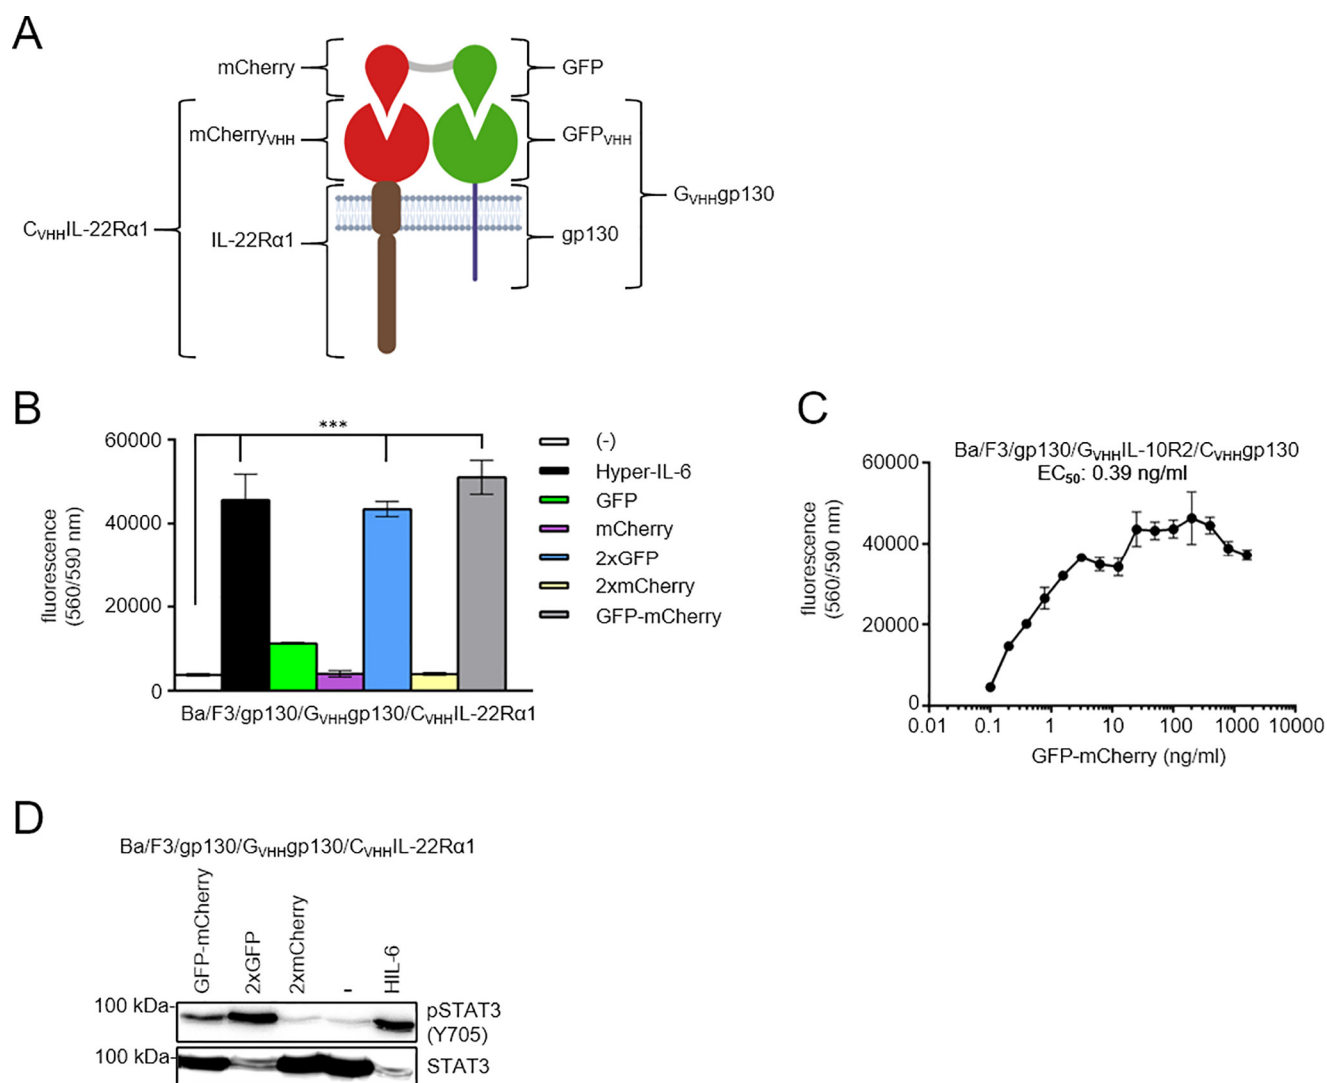 A
mCherry
GFP
mCherryVHH
GFPVHH
GVHHgp130
CVHHIL-22Rα1
IL-22Rα1
gp130
B
***
60000
40000
20000
0
fluorescence
(560/590 nm)
(-)
Hyper-IL-6
GFP
mCherry
2xGFP
2xmCherry
GFP-mCherry
Ba/F3/gp130/GVHHgp130/CVHHIL-22Rα1
C
Ba/F3/gp130/GVHHIL-10R2/CVHHgp130
EC50: 0.39 ng/ml
60000
40000
20000
0
fluorescence
(560/590 nm)
0.01 0.1 1 10 100 1000 10000
GFP-mCherry (ng/ml)
D
Ba/F3/gp130/GVHHgp130/CVHHIL-22Rα1
GFP-mCherry
2xGFP
2xmCherry
-
HIL-6
100 kDa-
pSTAT3
(Y705)
100 kDa-
STAT3